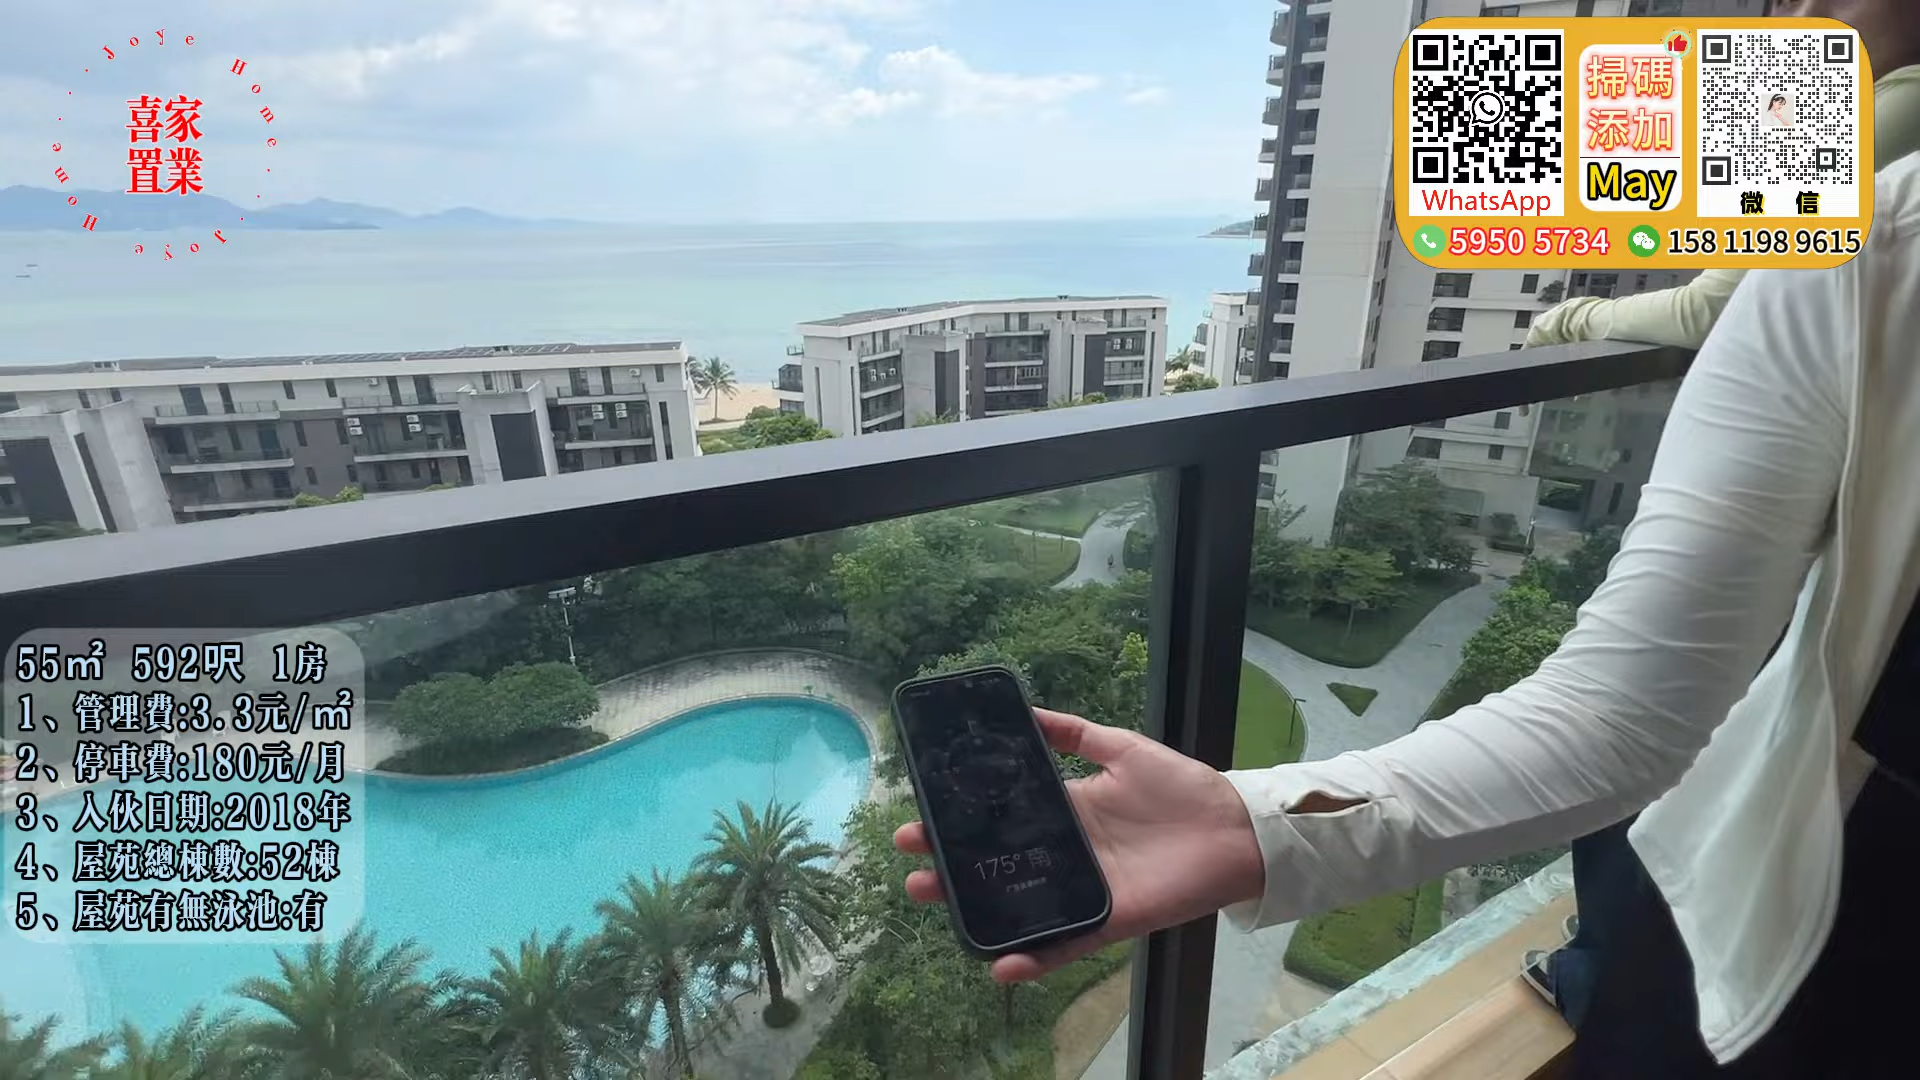 Joye Home
喜家
置業
Joye Home
掃碼
添加
May
WhatsApp
微 信
5950 5734
158 1198 9615
55㎡ 592呎 1房
1、管理費:3.3元/㎡
2、停車費:180元/月
3、入伙日期:2018年
4、屋苑總棟數:52棟
5、屋苑有無泳池:有
175° 南